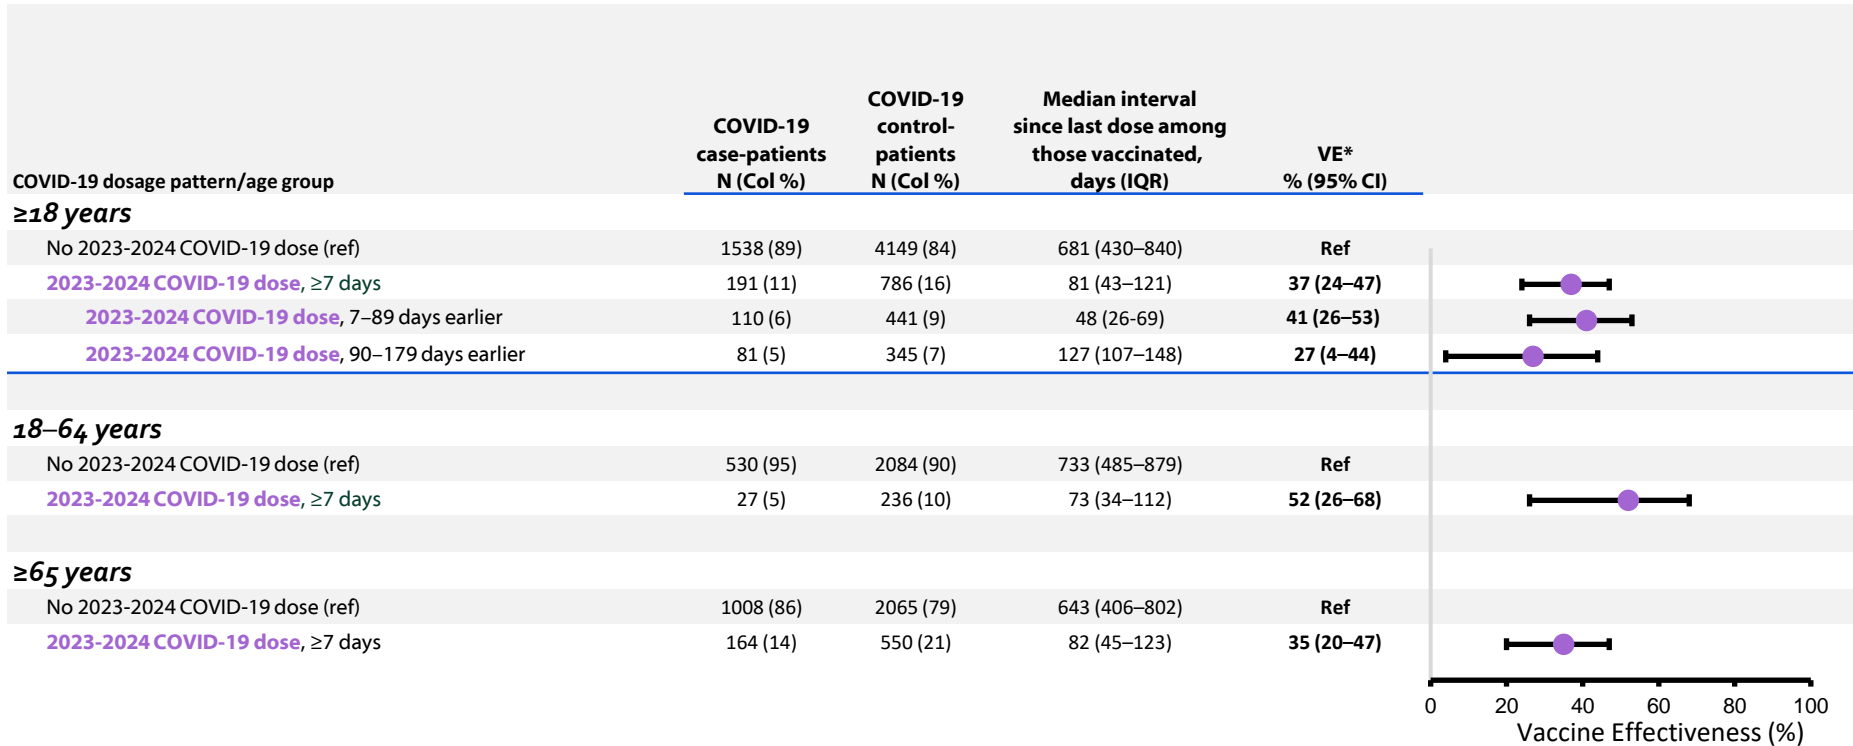 COVID-19 dosage pattern/age group
COVID-19
case-patients
N (Col %)
COVID-19
control-
patients
N (Col %)
Median interval
since last dose among
those vaccinated,
days (IQR)
VE*
% (95% CI)
≥18 years
No 2023-2024 COVID-19 dose (ref) 1538 (89) 4149 (84) 681 (430–840) Ref
2023-2024 COVID-19 dose, ≥7 days 191 (11) 786 (16) 81 (43–121) 37 (24–47)
2023-2024 COVID-19 dose, 7–89 days earlier 110 (6) 441 (9) 48 (26-69) 41 (26–53)
2023-2024 COVID-19 dose, 90–179 days earlier 81 (5) 345 (7) 127 (107–148) 27 (4–44)
18–64 years
No 2023-2024 COVID-19 dose (ref) 530 (95) 2084 (90) 733 (485–879) Ref
2023-2024 COVID-19 dose, ≥7 days 27 (5) 236 (10) 73 (34–112) 52 (26–68)
≥65 years
No 2023-2024 COVID-19 dose (ref) 1008 (86) 2065 (79) 643 (406–802) Ref
2023-2024 COVID-19 dose, ≥7 days 164 (14) 550 (21) 82 (45–123) 35 (20–47)
0 20 40 60 80 100
Vaccine Effectiveness (%)